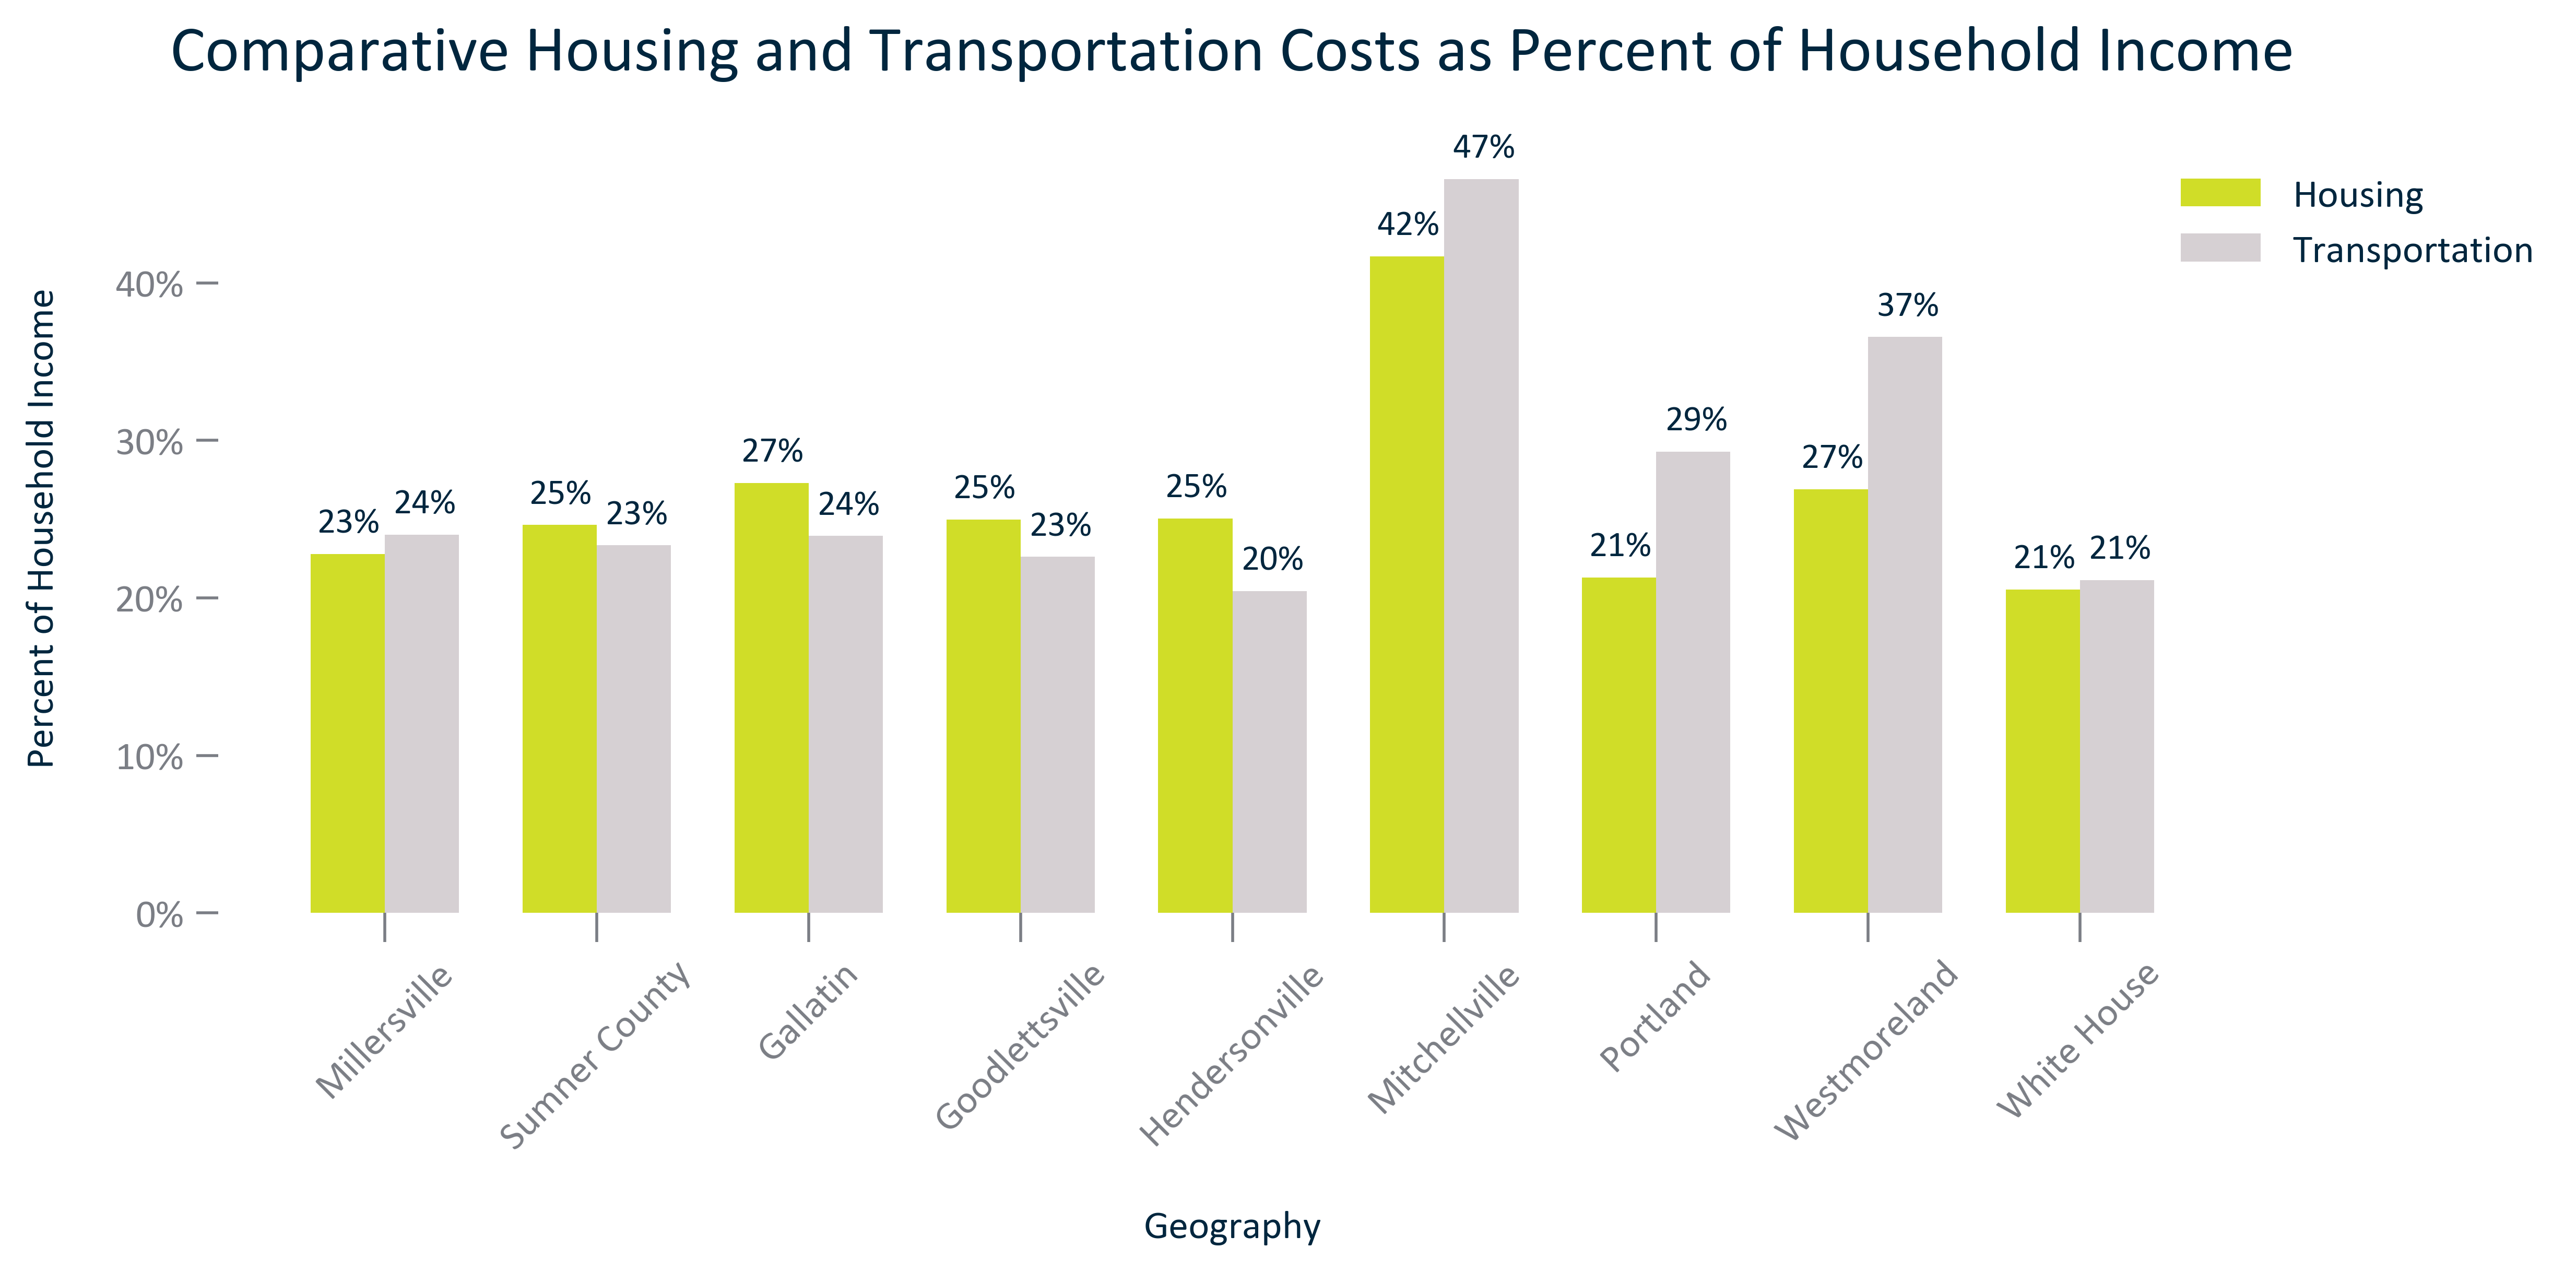 Comparative Housing and Transportation Costs as Percent of Household Income
Housing
Transportation
Percent of Household Income
40%
30%
20%
10%
0%
23% 24%
25% 23%
27% 24%
25% 23%
25% 20%
42% 47%
21% 29%
27% 37%
21% 21%
Millersville
Sumner County
Gallatin
Goodlettsville
Hendersonville
Mitchellville
Portland
Westmoreland
White House
Geography